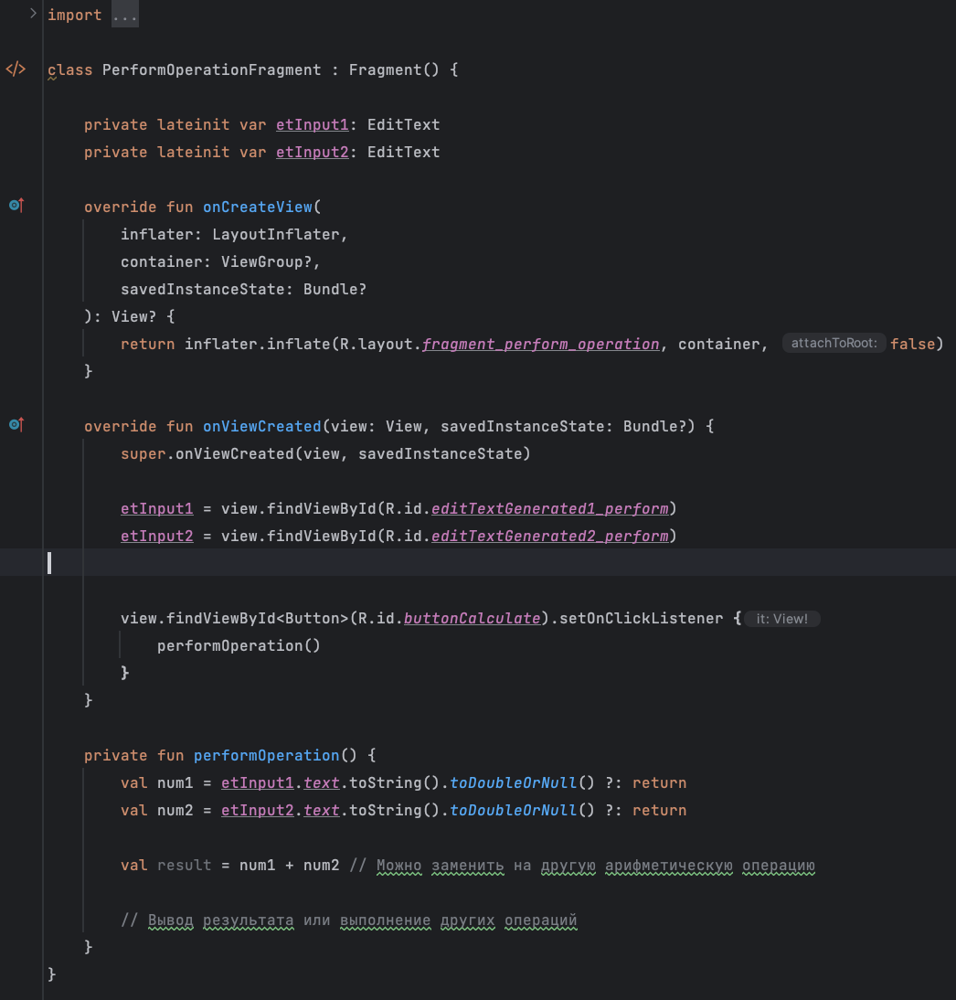 import ...
class PerformOperationFragment : Fragment() {
    private lateinit var etInput1: EditText
    private lateinit var etInput2: EditText
    override fun onCreateView(
        inflater: LayoutInflater,
        container: ViewGroup?,
        savedInstanceState: Bundle?
    ): View? {
        return inflater.inflate(R.layout.fragment_perform_operation, container, attachToRoot: false)
    }
    override fun onViewCreated(view: View, savedInstanceState: Bundle?) {
        super.onViewCreated(view, savedInstanceState)
        etInput1 = view.findViewById(R.id.editTextGenerated1_perform)
        etInput2 = view.findViewById(R.id.editTextGenerated2_perform)
        view.findViewById<Button>(R.id.buttonCalculate).setOnClickListener { it: View!
            performOperation()
        }
    }
    private fun performOperation() {
        val num1 = etInput1.text.toString().toDoubleOrNull() ?: return
        val num2 = etInput2.text.toString().toDoubleOrNull() ?: return
        val result = num1 + num2 // Можно заменить на другую арифметическую операцию
        // Вывод результата или выполнение других операций
    }
}